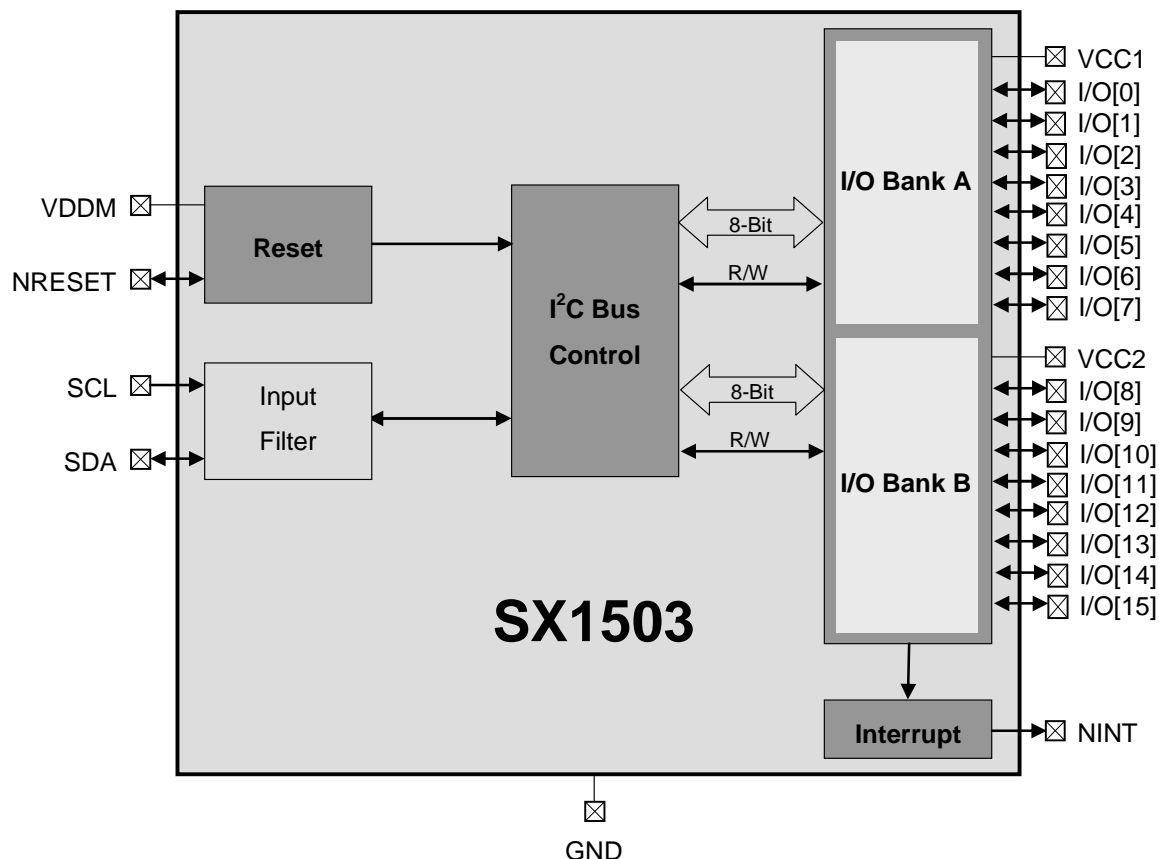 VDDM
NRESET
SCL
SDA
Reset
Input
Filter
I²C Bus
Control
8-Bit
R/W
8-Bit
R/W
I/O Bank A
I/O Bank B
VCC1
I/O[0]
I/O[1]
I/O[2]
I/O[3]
I/O[4]
I/O[5]
I/O[6]
I/O[7]
VCC2
I/O[8]
I/O[9]
I/O[10]
I/O[11]
I/O[12]
I/O[13]
I/O[14]
I/O[15]
SX1503
Interrupt
NINT
GND